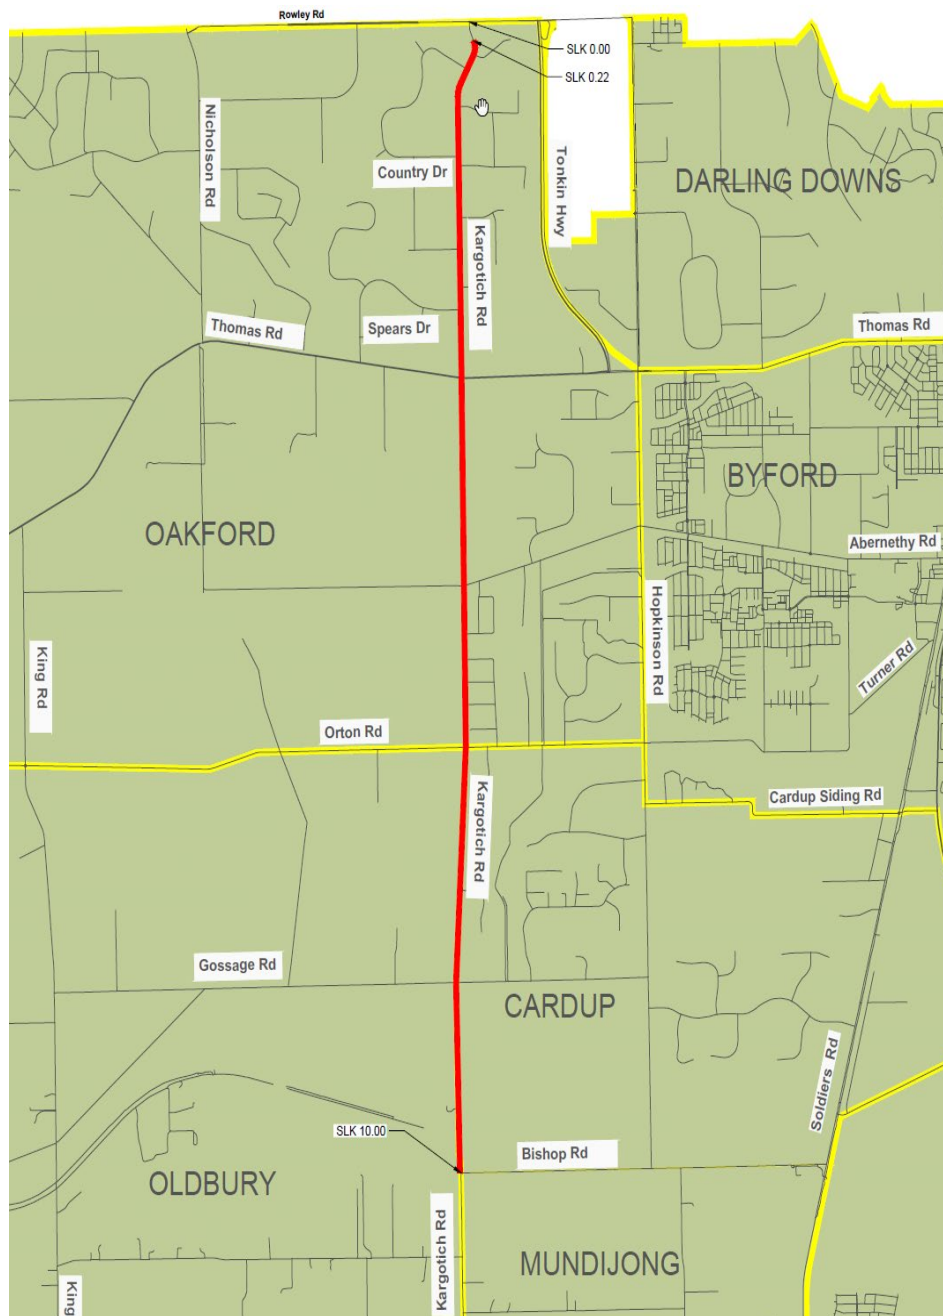 Rowley Rd
SLK 0.00
SLK 0.22
Nicholson Rd
Country Dr
Tonkin Hwy
DARLING DOWNS
Kargotich Rd
Thomas Rd
Spears Dr
Thomas Rd
BYFORD
OAKFORD
Abernethy Rd
Hopkinson Rd
King Rd
Turner Rd
Orton Rd
Kargotich Rd
Cardup Siding Rd
Gossage Rd
CARDUP
Soldiers Rd
SLK 10.00
Bishop Rd
OLDBURY
Kargotich Rd
MUNDIJONG
King